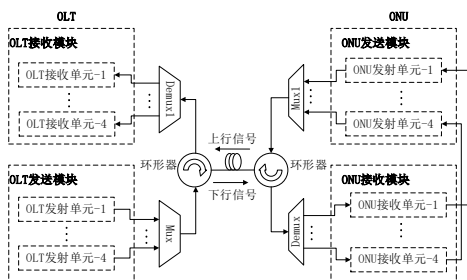 OLT
ONU
OLT接收模块
OLT接收单元-1
OLT接收单元-4
Demux1
Mux1
ONU发送模块
ONU发射单元-1
ONU发射单元-4
上行信号
环形器
环形器
下行信号
OLT发送模块
OLT发射单元-1
OLT发射单元-4
Mux
Demux
ONU接收模块
ONU接收单元-1
ONU接收单元-4